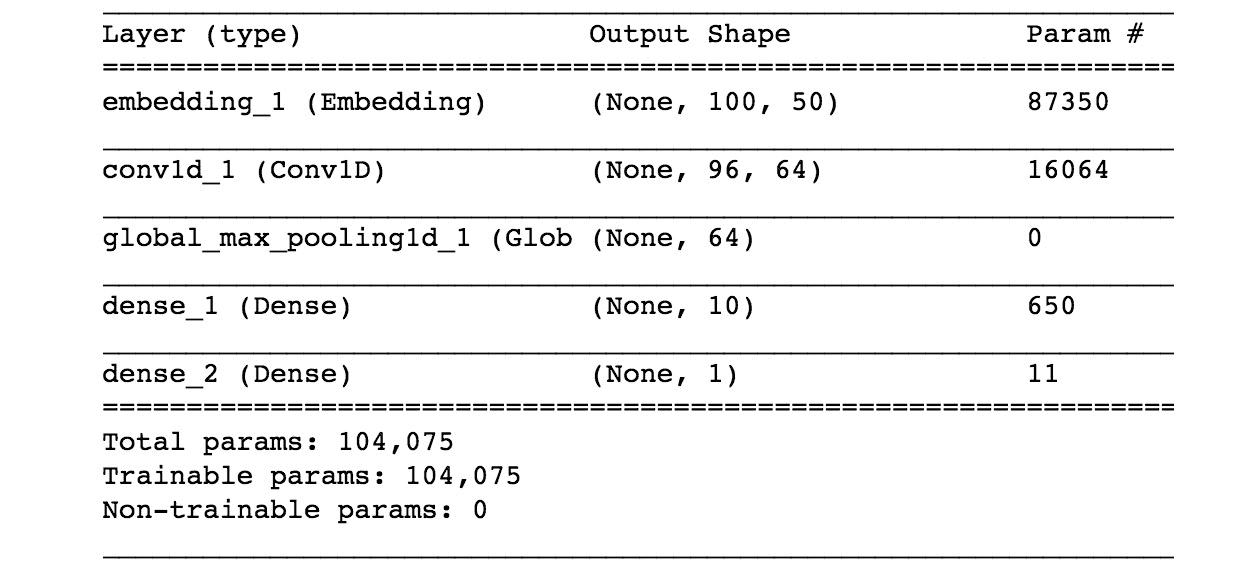 Layer (type) Output Shape Param #
=================================================================
embedding_1 (Embedding) (None, 100, 50) 87350
conv1d_1 (Conv1D) (None, 96, 64) 16064
global_max_pooling1d_1 (Glob (None, 64) 0
dense_1 (Dense) (None, 10) 650
dense_2 (Dense) (None, 1) 11
=================================================================
Total params: 104,075
Trainable params: 104,075
Non-trainable params: 0